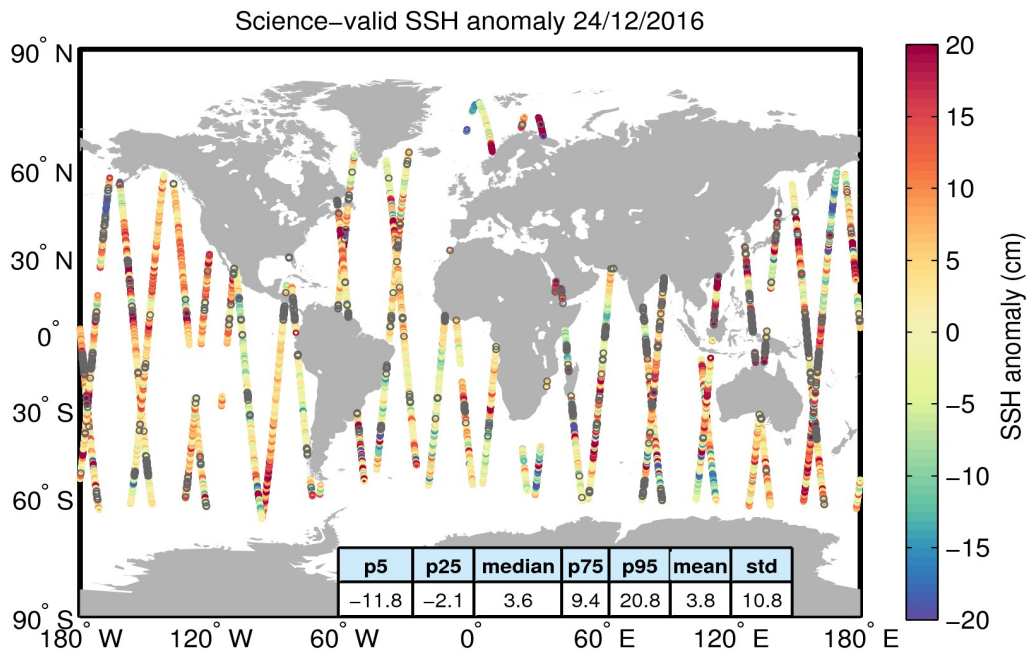 Science−valid SSH anomaly 24/12/2016
90° N
60° N
30° N
0°
30° S
60° S
90° S
180° W
120° W
60° W
0°
60° E
120° E
180° E
p5 p25 median p75 p95 mean std
−11.8 −2.1 3.6 9.4 20.8 3.8 10.8
20
15
10
5
0
−5
−10
−15
−20
SSH anomaly (cm)